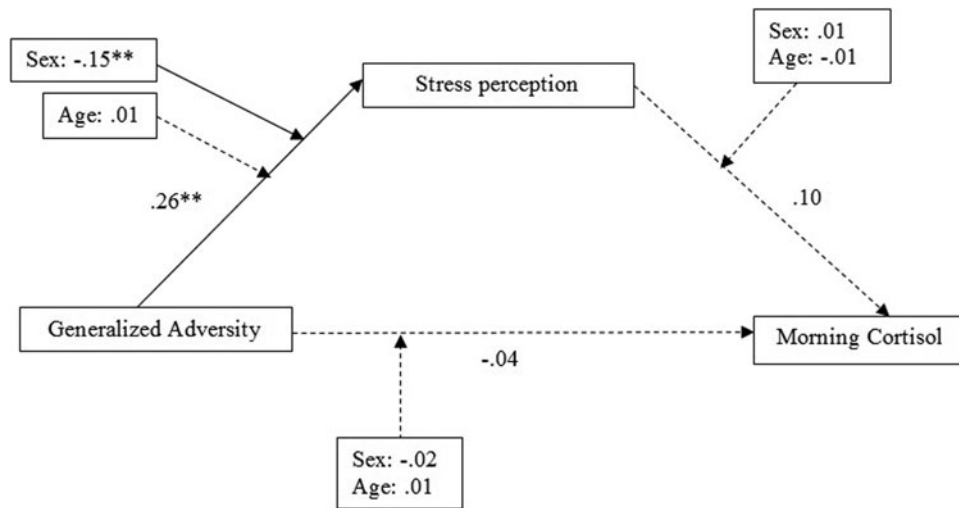 Sex: -.15**
Age: .01
Stress perception
Sex: .01
Age: -.01
.26**
.10
Generalized Adversity
-.04
Morning Cortisol
Sex: -.02
Age: .01